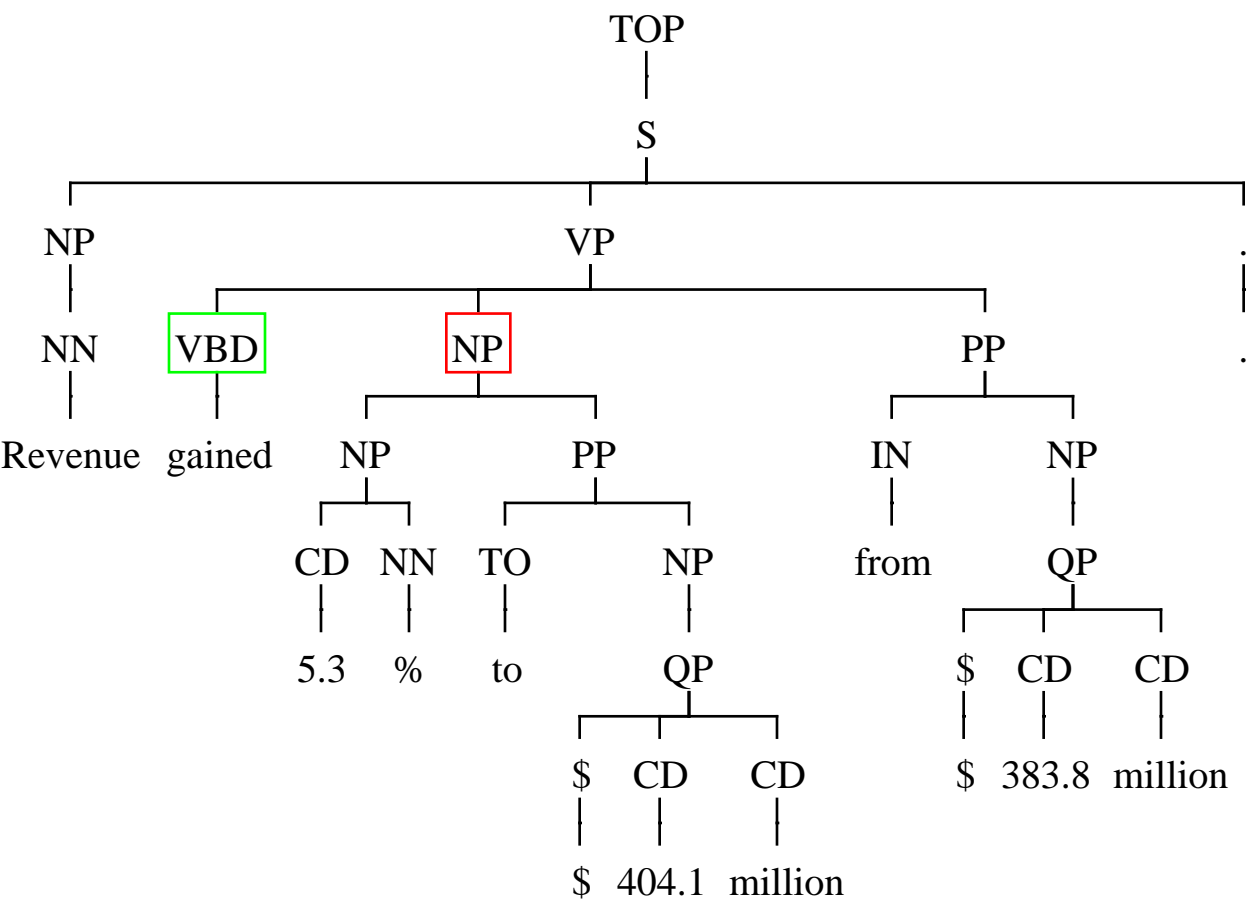 TOP
S
NP VP .
NN VBD NP PP .
Revenue gained NP PP IN NP
CD NN TO NP from QP
5.3 % to QP $ CD CD
$ CD CD $ 383.8 million
$ 404.1 million